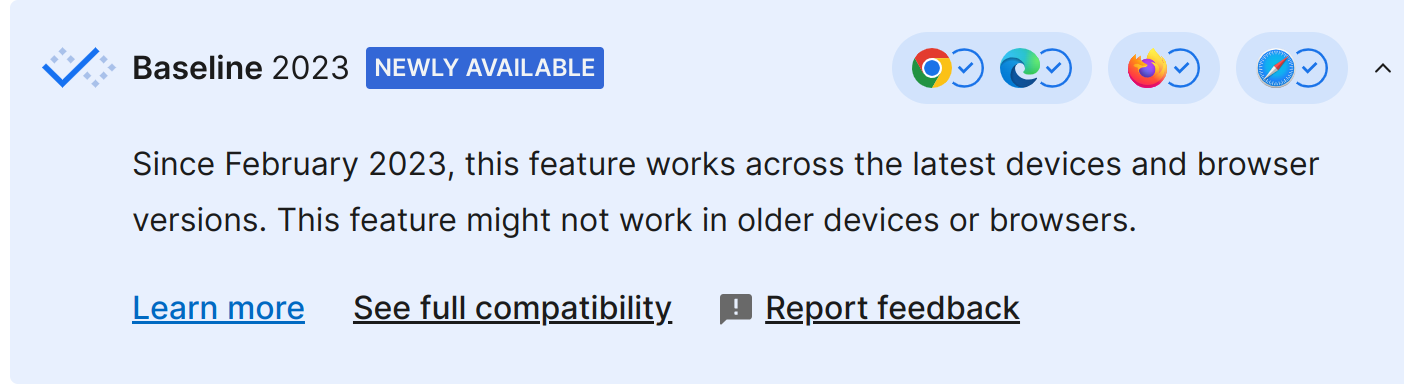 Baseline 2023 NEWLY AVAILABLE
Since February 2023, this feature works across the latest devices and browser
versions. This feature might not work in older devices or browsers.
Learn more See full compatibility Report feedback